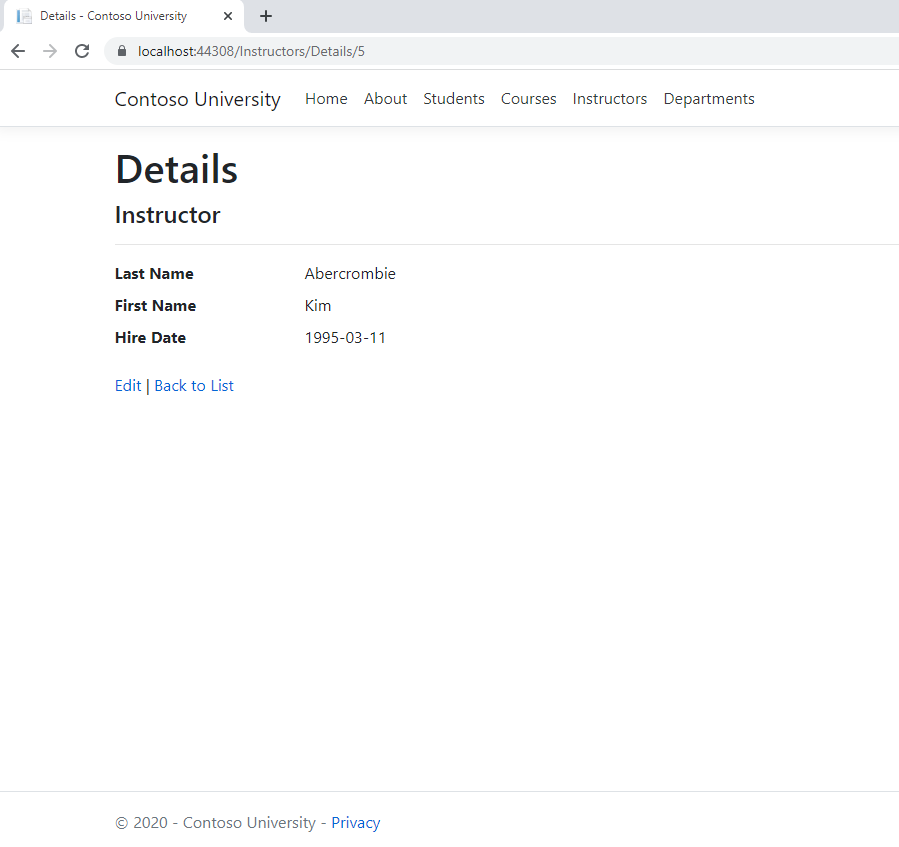 Details - Contoso University
localhost:44308/Instructors/Details/5
Contoso University Home About Students Courses Instructors Departments
Details
Instructor
Last Name Abercrombie
First Name Kim
Hire Date 1995-03-11
Edit | Back to List
© 2020 - Contoso University - Privacy